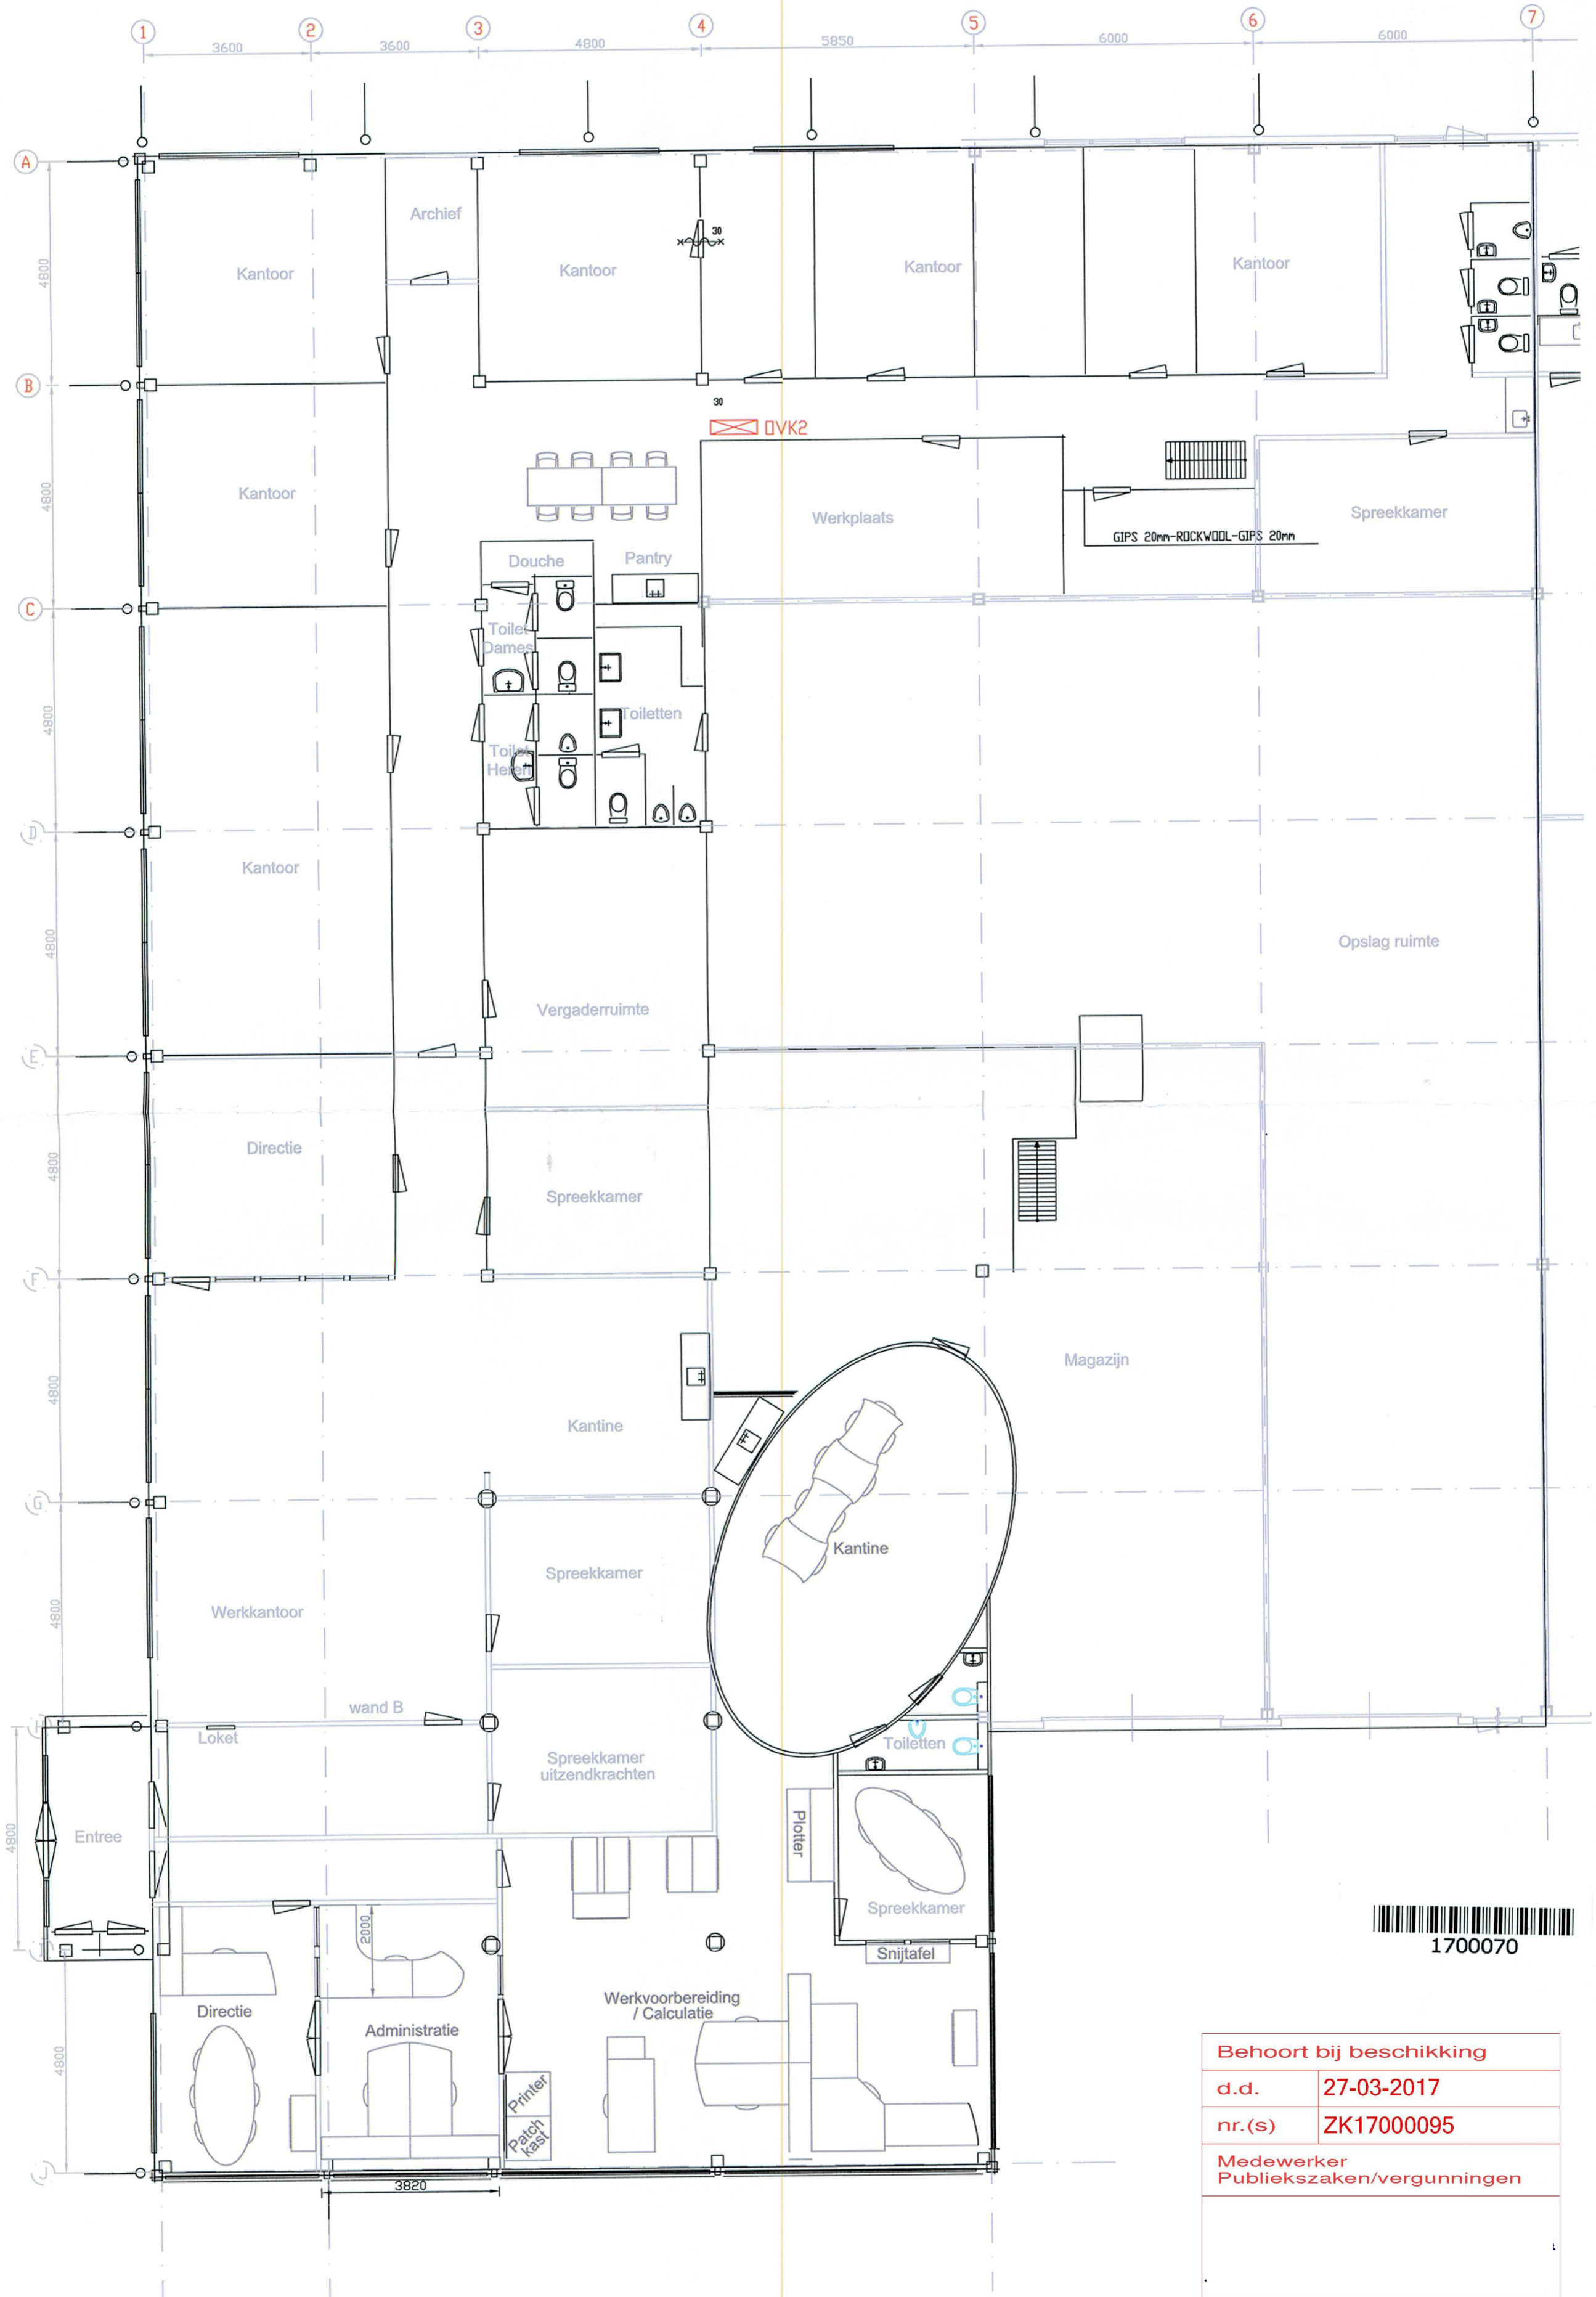 1
2
3
4
5
6
7
3600
3600
4800
5850
6000
6000
A
B
C
D
E
F
G
H
I
J
4800
4800
4800
4800
4800
4800
4800
4800
4800
Archief
Kantoor
Kantoor
Kantoor
Kantoor
30
30
OVK2
Kantoor
Werkplaats
Spreekkamer
GIPS 20mm-ROCKWOOL-GIPS 20mm
Douche
Pantry
Toilet
Dames
Toiletten
Toilet
Heren
Kantoor
Opslag ruimte
Vergaderruimte
Directie
Spreekkamer
Magazijn
Kantine
Kantine
Spreekkamer
Werkkantoor
wand B
Loket
Toiletten
Spreekkamer
uitzendkrachten
Entree
Plotter
Spreekkamer
Snijtafel
2000
Directie
Administratie
Werkvoorbereiding
/ Calculatie
Printer
Patch
kast
3820
1700070
Behoort bij beschikking
d.d. 27-03-2017
nr.(s) ZK17000095
Medewerker
Publiekszaken/vergunningen